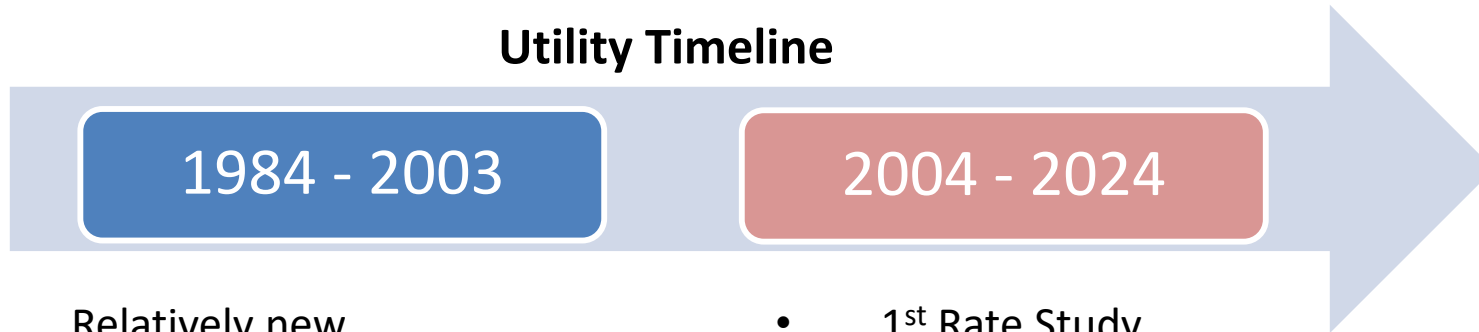 Utility Timeline
1984 - 2003
2004 - 2024
Relatively new
• 1st Rate Study